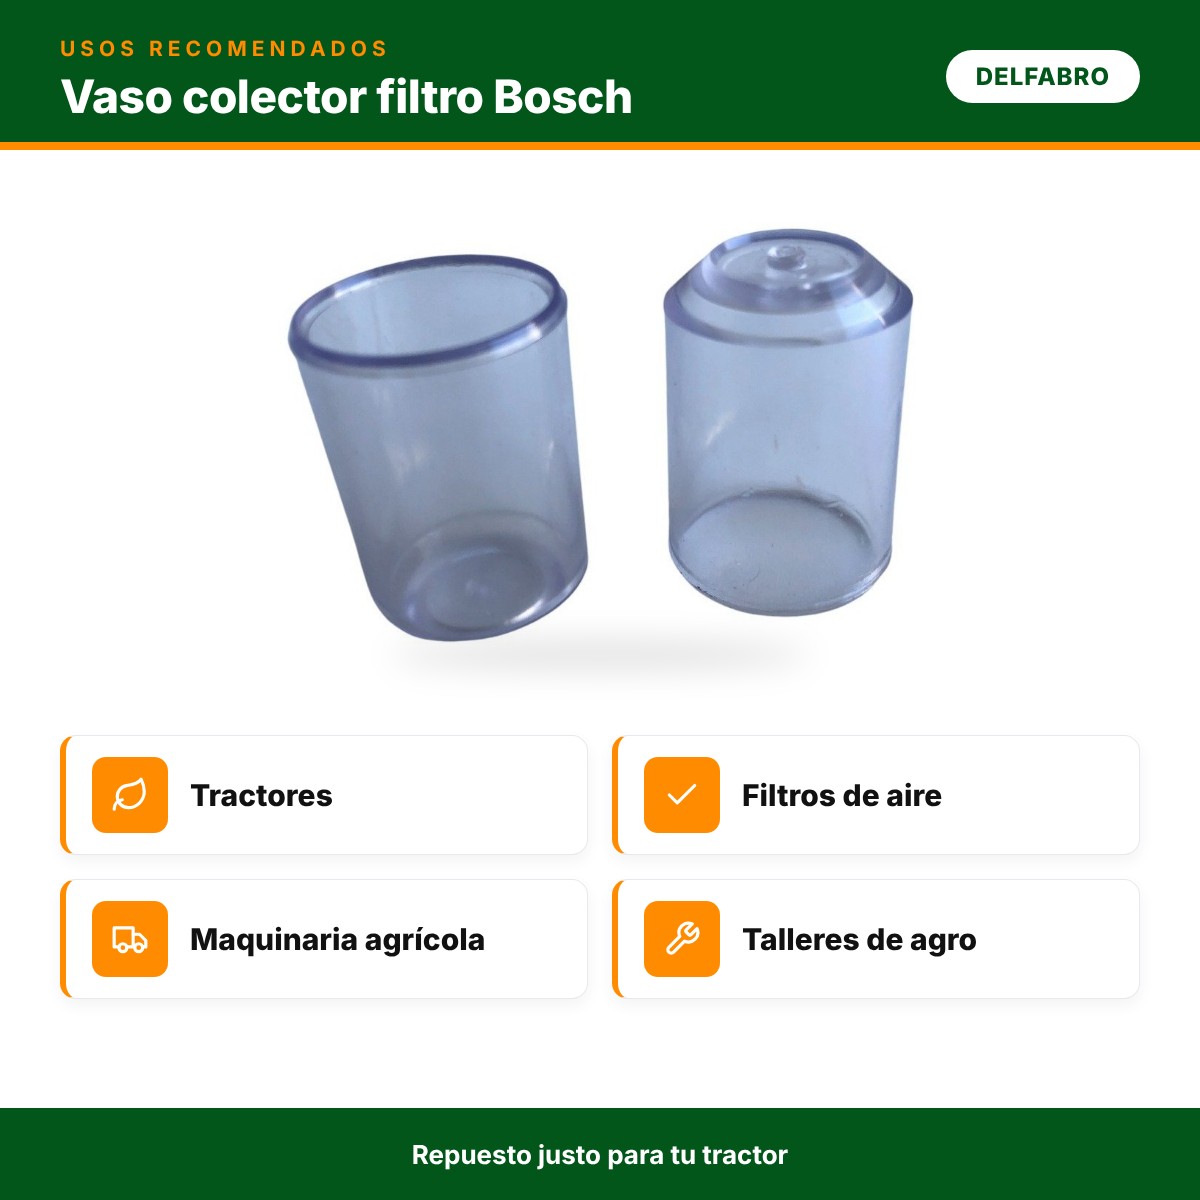 USOS RECOMENDADOS
Vaso colector filtro Bosch
DELFABRO
Tractores
Filtros de aire
Maquinaria agrícola
Talleres de agro
Repuesto justo para tu tractor